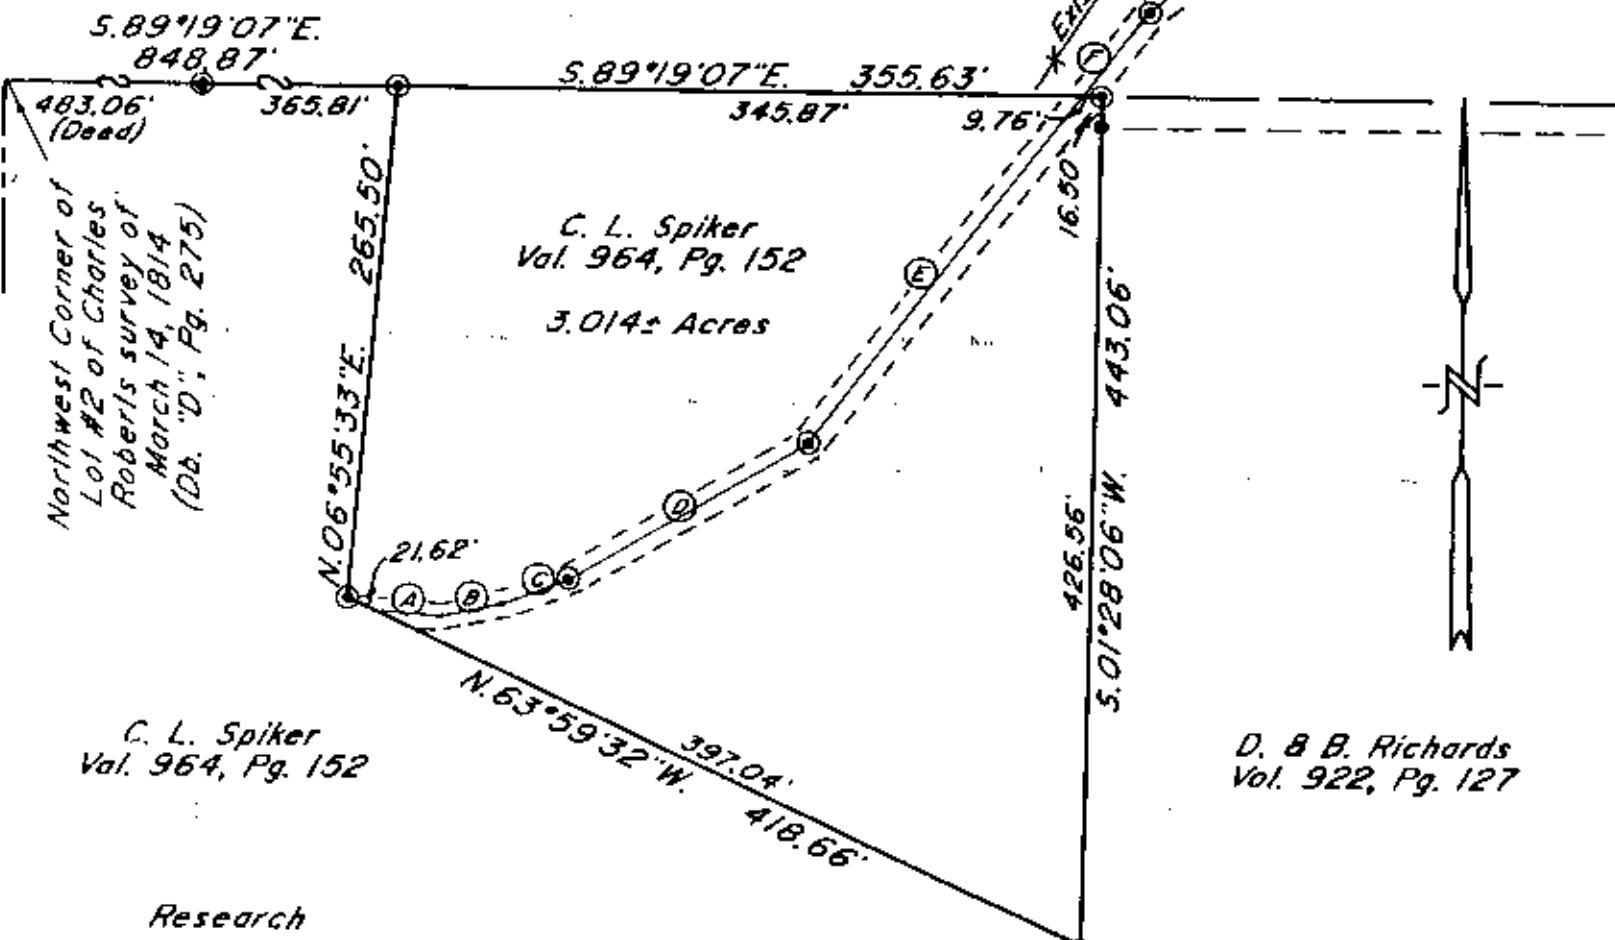 S.89°19'07"E.
848.87'
483.06'
(Deed)
365.81'
S.89°19'07"E. 355.63'
345.87'
9.76'
F
16.50'
N.06°55'33"E. 265.50'
Northwest Corner of
Lot #2 of Charles
Roberts survey of
March 14, 1814
(Db. "D", Pg. 275)
C. L. Spiker
Vol. 964, Pg. 152
3.014± Acres
E
D
C
B
A
21.62'
443.06'
S.01°28'06"W.
426.56'
N
N.63°59'32"W. 418.66'
397.04'
C. L. Spiker
Vol. 964, Pg. 152
D. & B. Richards
Vol. 922, Pg. 127
Research